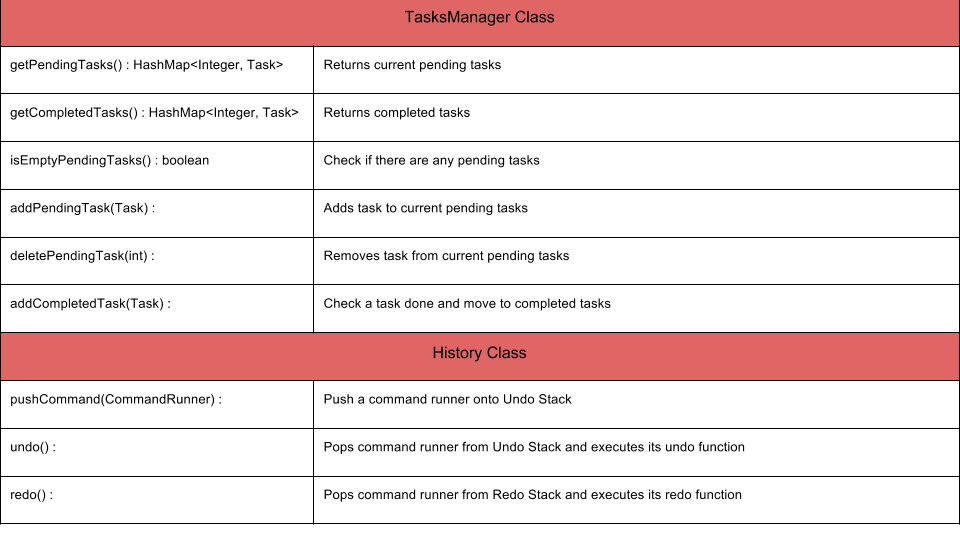 TasksManager Class
getPendingTasks() : HashMap<Integer, Task>
Returns current pending tasks
getCompletedTasks() : HashMap<Integer, Task>
Returns completed tasks
isEmptyPendingTasks() : boolean
Check if there are any pending tasks
addPendingTask(Task) :
Adds task to current pending tasks
deletePendingTask(int) :
Removes task from current pending tasks
addCompletedTask(Task) :
Check a task done and move to completed tasks
History Class
pushCommand(CommandRunner) :
Push a command runner onto Undo Stack
undo() :
Pops command runner from Undo Stack and executes its undo function
redo() :
Pops command runner from Redo Stack and executes its redo function